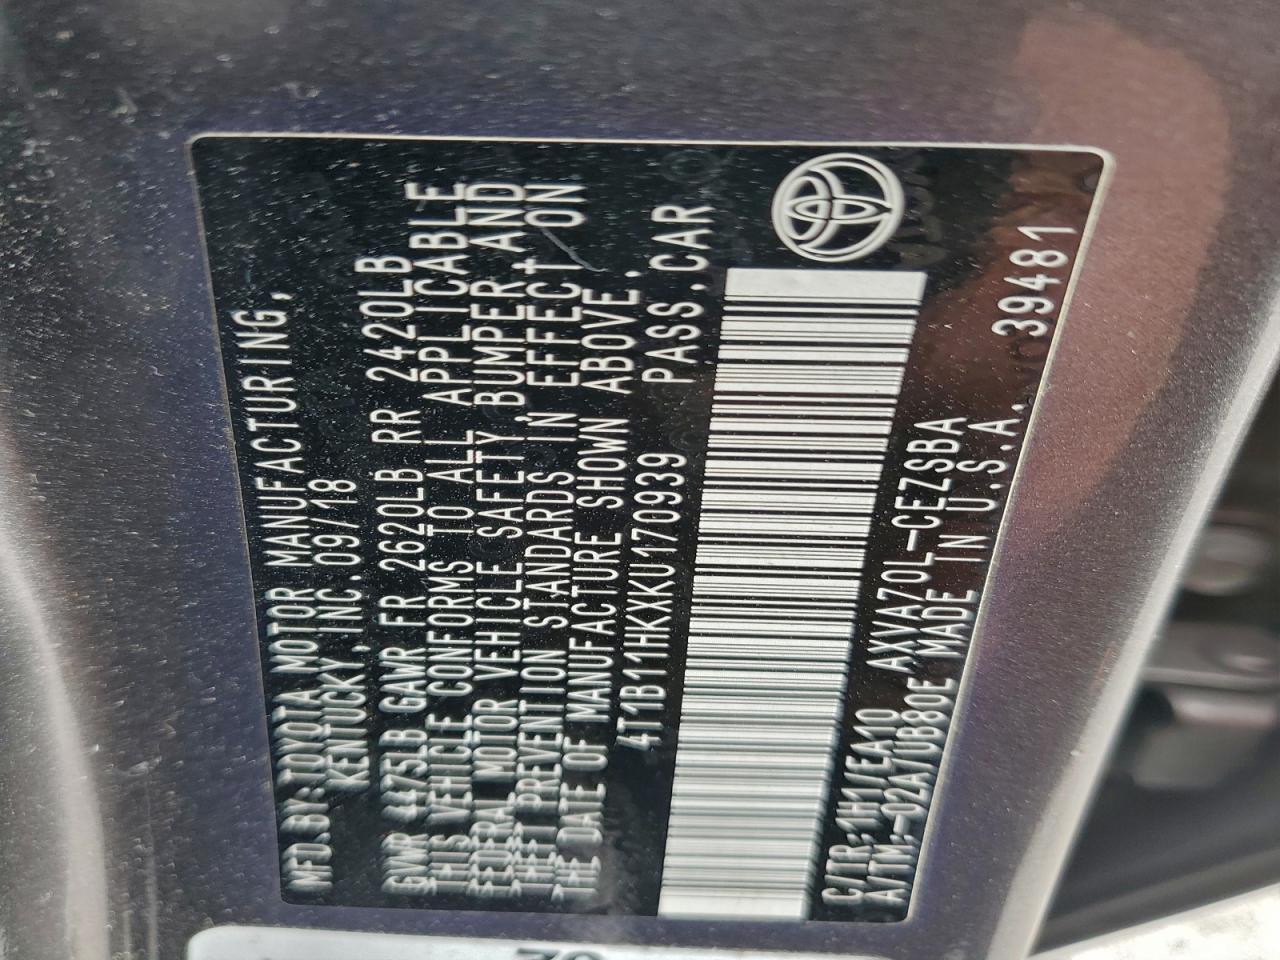 MFD.BY:TOYOTA MOTOR MANUFACTURING,
KENTUCKY,INC.09/18
GVWR 4475LB GAWR FR 2620LB RR 2420LB
THIS VEHICLE CONFORMS TO ALL APPLICABLE
FEDERAL MOTOR VEHICLE SAFETY,BUMPER,AND
THEFT PREVENTION STANDARDS IN EFFECT ON
THE DATE OF MANUFACTURE SHOWN ABOVE.
4T1B11HKXKU170939 PASS.CAR
C/TR:1H1/EA10 AXVA70L-CEZSBA
A/TM:-02A/UB80E MADE IN U.S.A. 39481